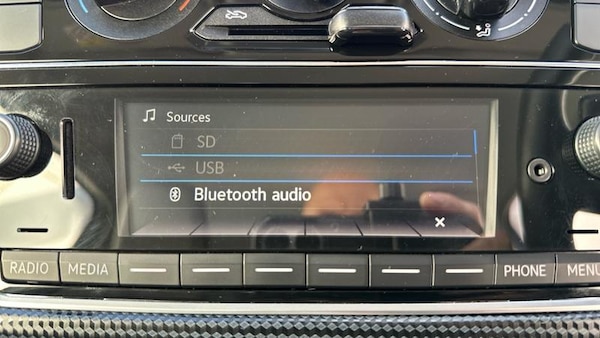 Sources
SD
USB
Bluetooth audio
RADIO MEDIA PHONE MENU